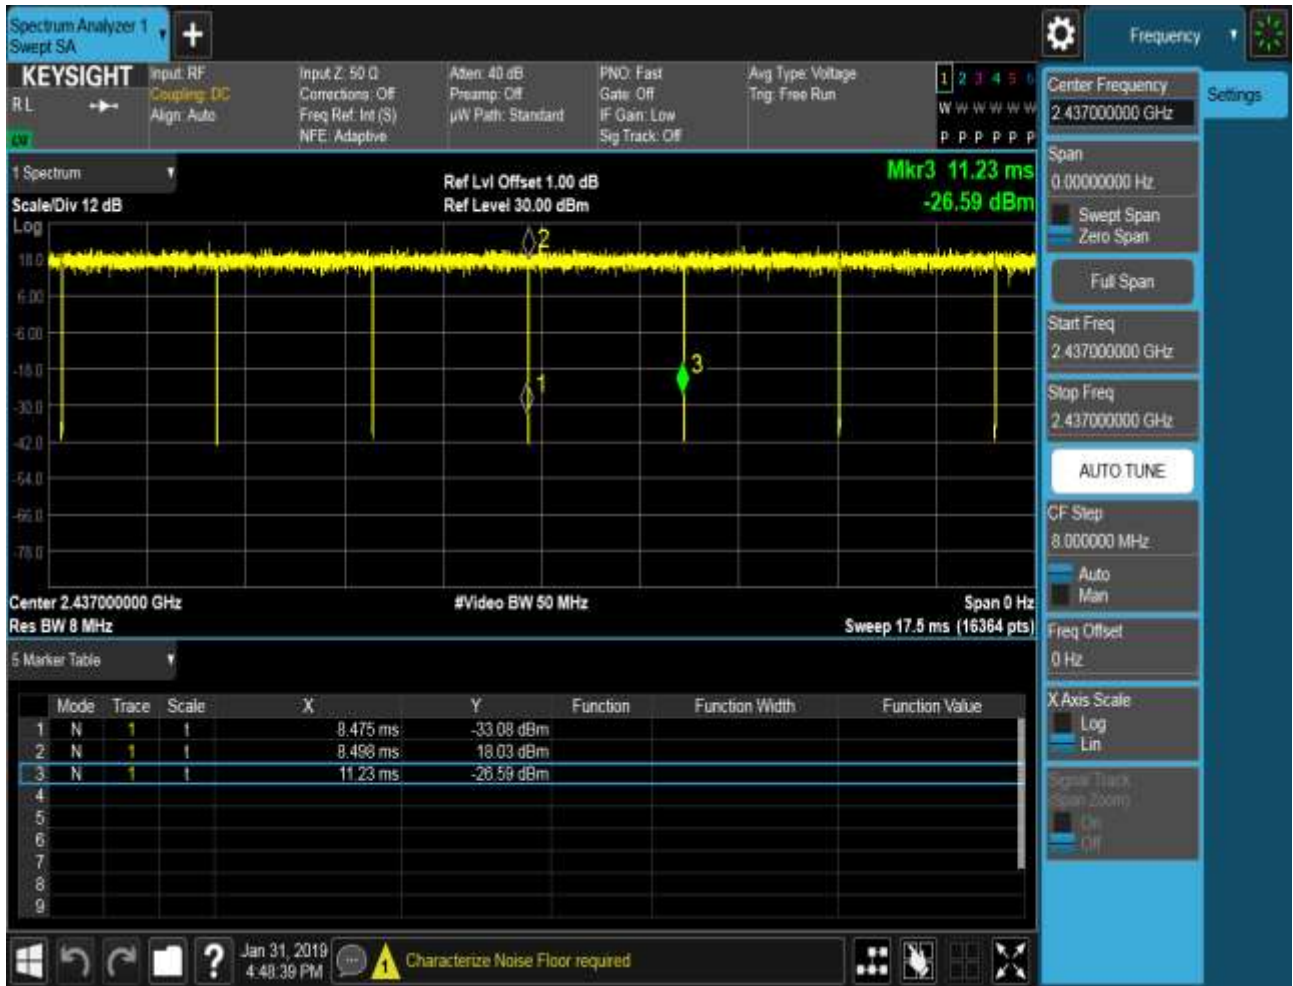 Spectrum Analyzer 1
Swept SA
+
Frequency
KEYSIGHT
R L
Input: RF
Coupling: DC
Align: Auto
Input Z: 50 Ω
Corrections: Off
Freq Ref: Int (S)
NFE: Adaptive
Atten: 40 dB
Preamp: Off
µW Path: Standard
PNO: Fast
Gate: Off
IF Gain: Low
Sig Track: Off
Avg Type: Voltage
Trig: Free Run
1 2 3 4 5 6
W W W W W W
P P P P P P
1 Spectrum
Scale/Div 12 dB
Ref Lvl Offset 1.00 dB
Ref Level 30.00 dBm
Mkr3 11.23 ms
-26.59 dBm
Log
18.0
6.00
-6.00
-18.0
-30.0
-42.0
-54.0
-66.0
-78.0
2
1
3
Center 2.437000000 GHz
Res BW 8 MHz
#Video BW 50 MHz
Span 0 Hz
Sweep 17.5 ms (16364 pts)
5 Marker Table
Mode Trace Scale X Y Function Function Width Function Value
1 N 1 t 8.475 ms -33.08 dBm
2 N 1 t 8.498 ms 18.03 dBm
3 N 1 t 11.23 ms -26.59 dBm
4
5
6
7
8
9
Jan 31, 2019
4:48:39 PM
1
Characterize Noise Floor required
Center Frequency
2.437000000 GHz
Settings
Span
0.00000000 Hz
Swept Span
Zero Span
Full Span
Start Freq
2.437000000 GHz
Stop Freq
2.437000000 GHz
AUTO TUNE
CF Step
8.000000 MHz
Auto
Man
Freq Offset
0 Hz
X Axis Scale
Log
Lin
Signal Track
(Span Zoom)
On
Off